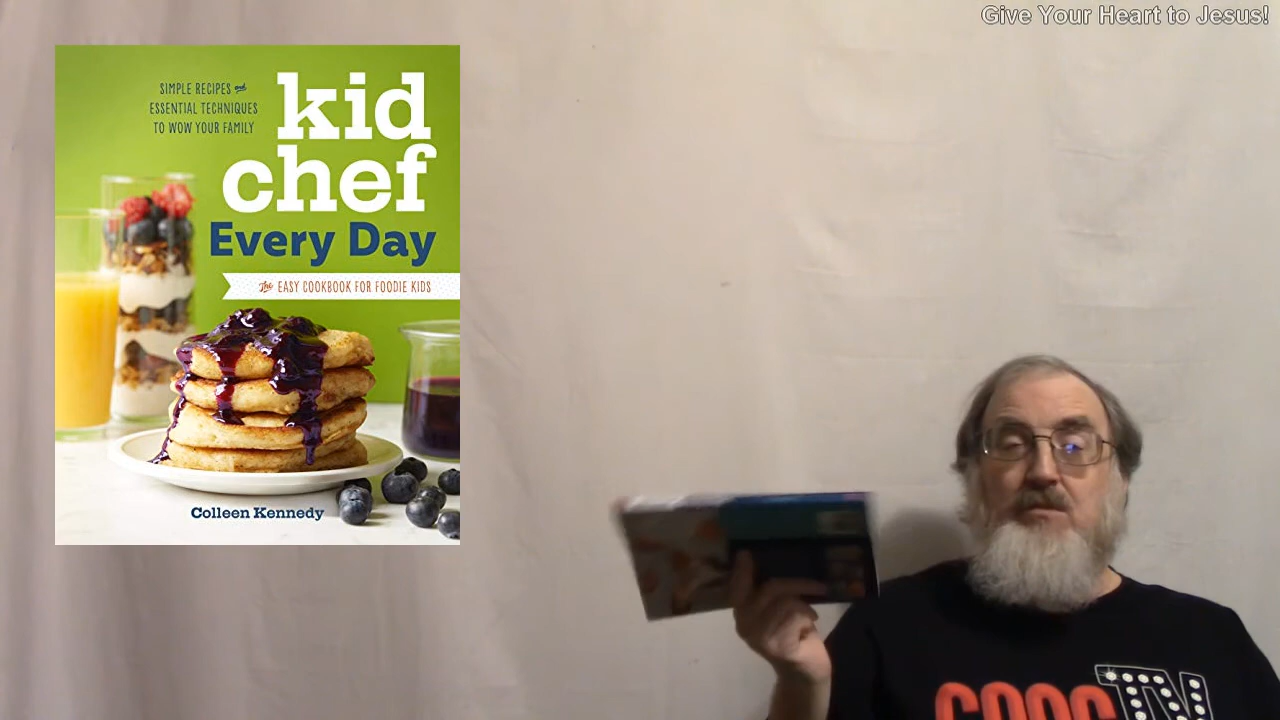 Give Your Heart to Jesus!
SIMPLE RECIPES and
ESSENTIAL TECHNIQUES
TO WOW YOUR FAMILY
kid
chef
Every Day
The EASY COOKBOOK FOR FOODIE KIDS
Colleen Kennedy
TV